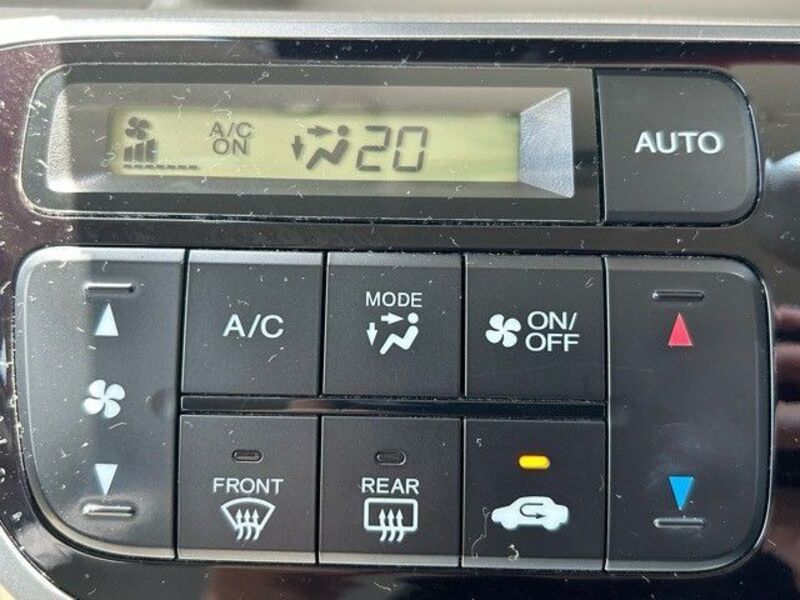 A/C
ON
20
AUTO
A/C
MODE
ON/
OFF
FRONT
REAR